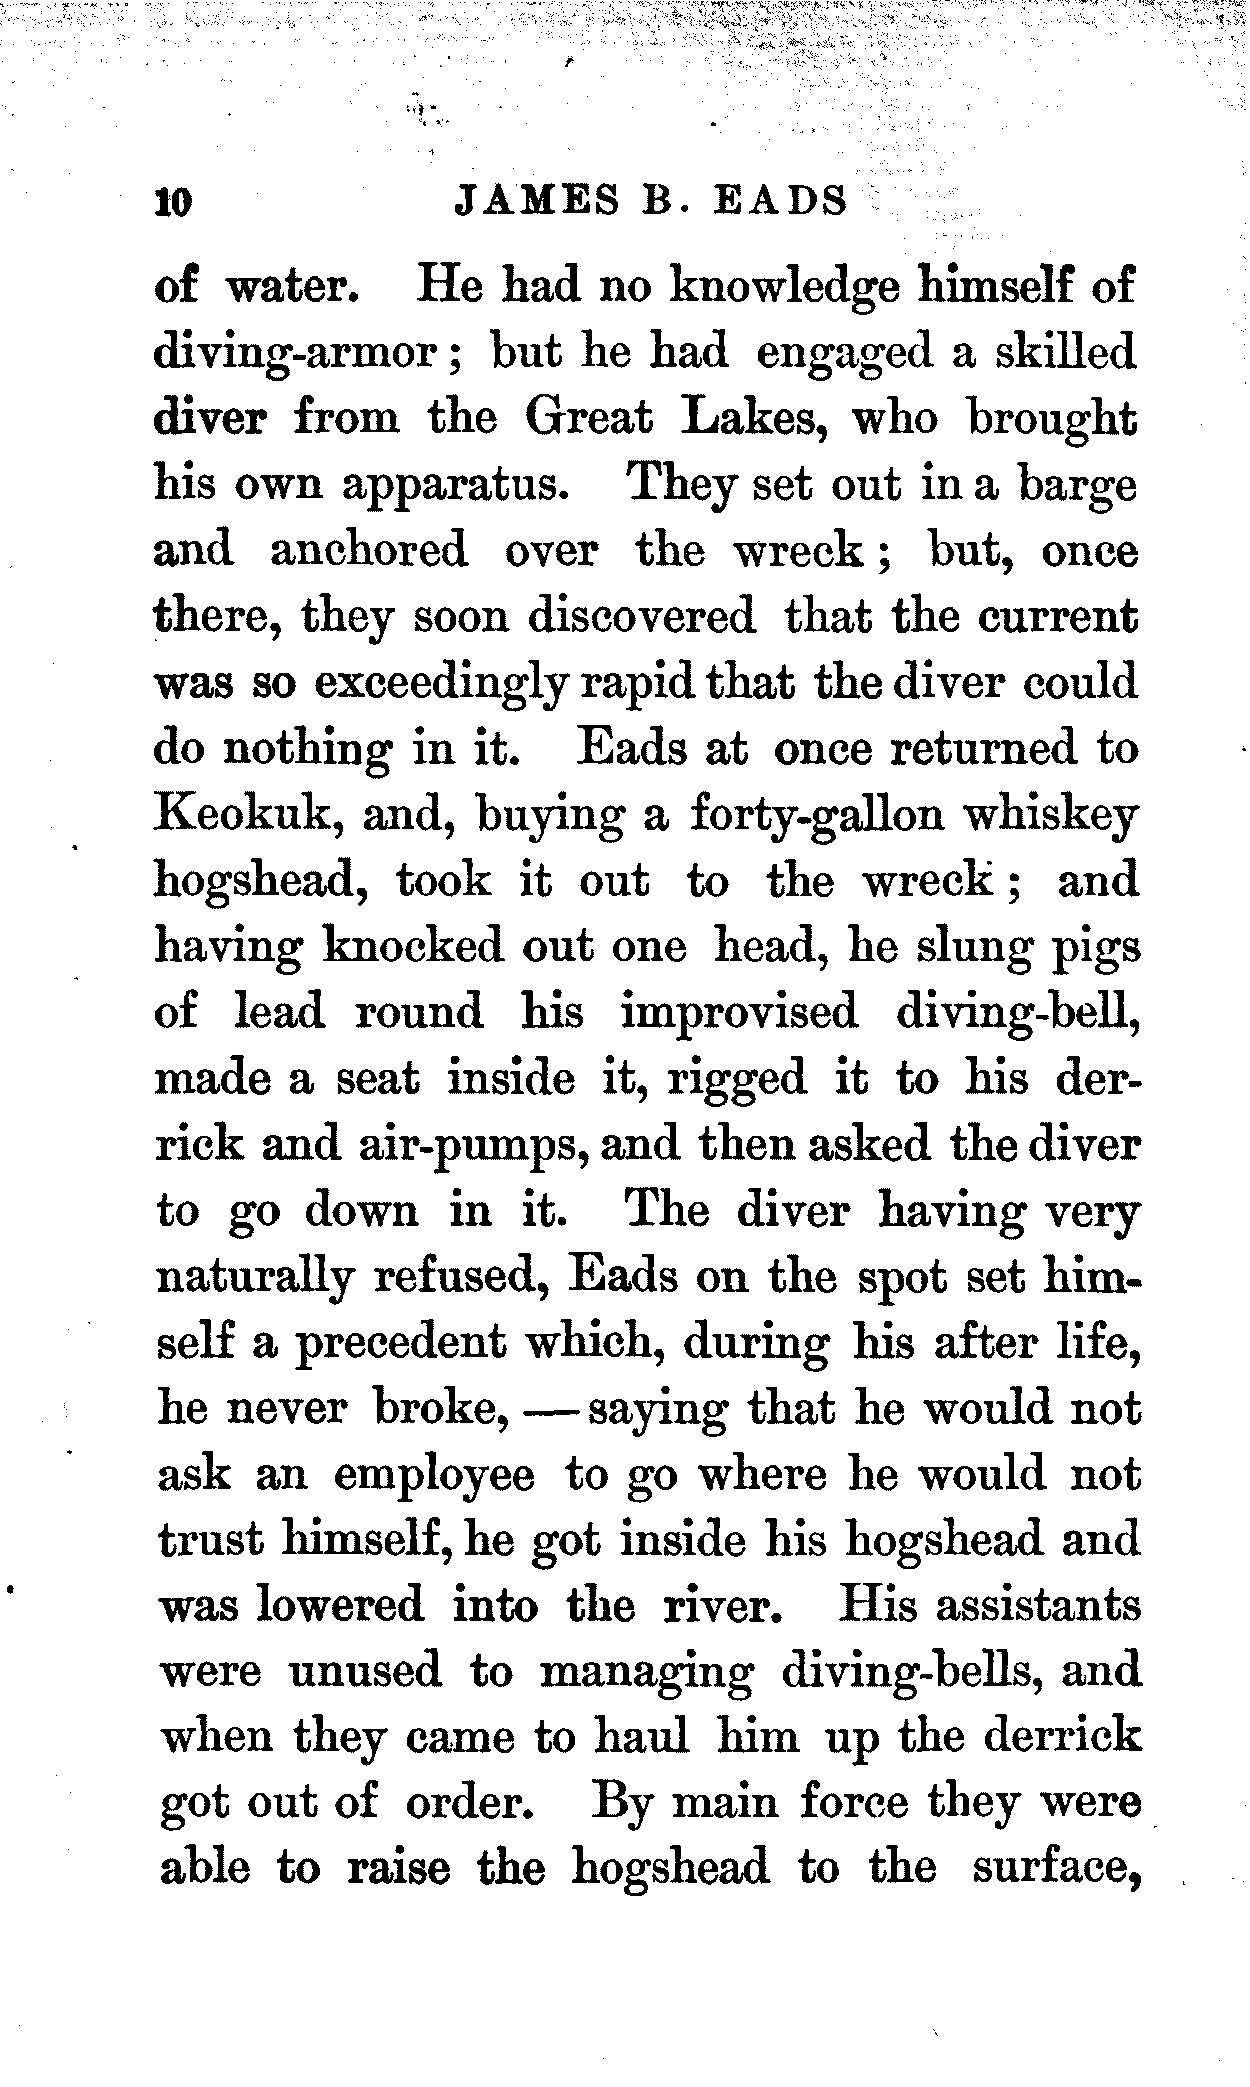 10 JAMES B. EADS
of water. He had no knowledge himself of
diving-armor; but he had engaged a skilled
diver from the Great Lakes, who brought
his own apparatus. They set out in a barge
and anchored over the wreck; but, once
there, they soon discovered that the current
was so exceedingly rapid that the diver could
do nothing in it. Eads at once returned to
Keokuk, and, buying a forty-gallon whiskey
hogshead, took it out to the wreck; and
having knocked out one head, he slung pigs
of lead round his improvised diving-bell,
made a seat inside it, rigged it to his der-
rick and air-pumps, and then asked the diver
to go down in it. The diver having very
naturally refused, Eads on the spot set him-
self a precedent which, during his after life,
he never broke, — saying that he would not
ask an employee to go where he would not
trust himself, he got inside his hogshead and
was lowered into the river. His assistants
were unused to managing diving-bells, and
when they came to haul him up the derrick
got out of order. By main force they were
able to raise the hogshead to the surface,